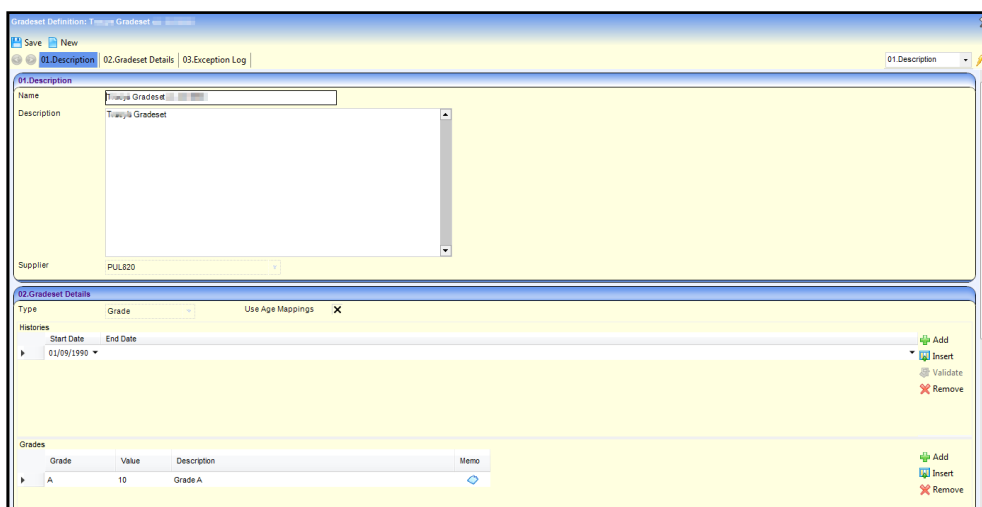 Gradeset Definition: Gradeset
Save New
01.Description 02.Gradeset Details 03.Exception Log 01.Description
01.Description
Name Gradeset
Description Gradeset
Supplier PUL820
02.Gradeset Details
Type Grade Use Age Mappings
Histories
Start Date End Date Add
01/09/1990 Insert
Validate
Remove
Grades
Grade Value Description Memo Add
Insert
A 10 Grade A
Remove